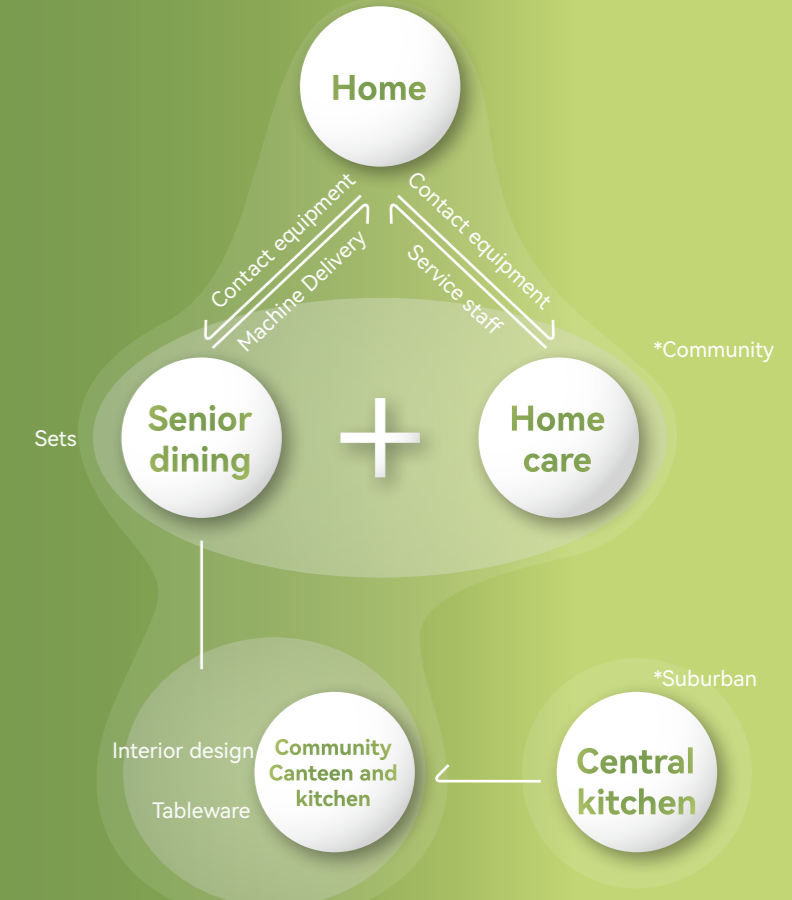 Home
Contact equipment
Machine Delivery
Contact equipment
Service staff
*Community
Sets
Senior
dining
Home
care
*Suburban
Interior design
Tableware
Community
Canteen and
kitchen
Central
kitchen